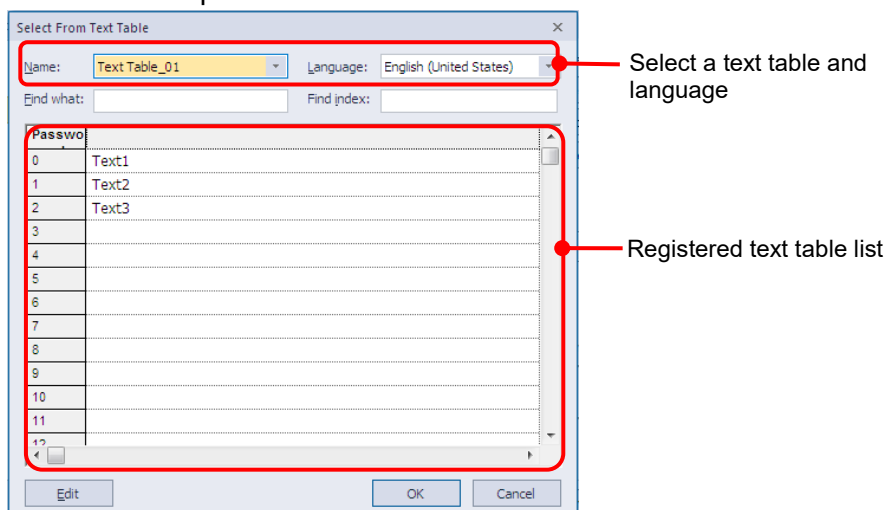 Select From Text Table
Name: Text Table_01 Language: English (United States)
Select a text table and
language
Find what: Find index:
Passwo
0 Text1
1 Text2
2 Text3
3
4
Registered text table list
5
6
7
8
9
10
11
12
Edit OK Cancel